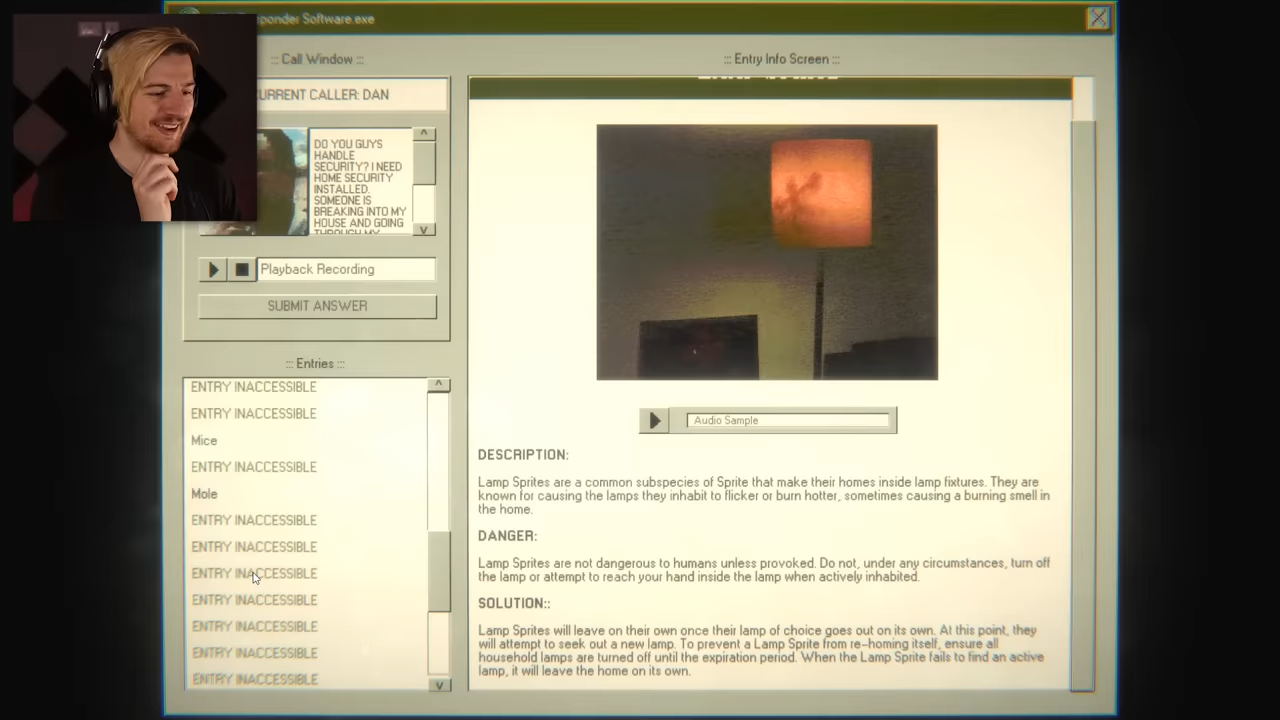 ponder Software.exe
::: Call Window :::
::: Entry Info Screen :::
URRENT CALLER: DAN
DO YOU GUYS
HANDLE
SECURITY? I NEED
HOME SECURITY
INSTALLED.
SOMEONE IS
BREAKING INTO MY
HOUSE AND GOING
THROUGH MY
Playback Recording
SUBMIT ANSWER
::: Entries :::
ENTRY INACCESSIBLE
ENTRY INACCESSIBLE
Mice
ENTRY INACCESSIBLE
Mole
ENTRY INACCESSIBLE
ENTRY INACCESSIBLE
ENTRY INACCESSIBLE
ENTRY INACCESSIBLE
ENTRY INACCESSIBLE
ENTRY INACCESSIBLE
ENTRY INACCESSIBLE
Audio Sample
DESCRIPTION:
Lamp Sprites are a common subspecies of Sprite that make their homes inside lamp fixtures. They are
known for causing the lamps they inhabit to flicker or burn hotter, sometimes causing a burning smell in
the home.
DANGER:
Lamp Sprites are not dangerous to humans unless provoked. Do not, under any circumstances, turn off
the lamp or attempt to reach your hand inside the lamp when actively inhabited.
SOLUTION::
Lamp Sprites will leave on their own once their lamp of choice goes out on its own. At this point, they
will attempt to seek out a new lamp. To prevent a Lamp Sprite from re-homing itself, ensure all
household lamps are turned off until the expiration period. When the Lamp Sprite fails to find an active
lamp, it will leave the home on its own.